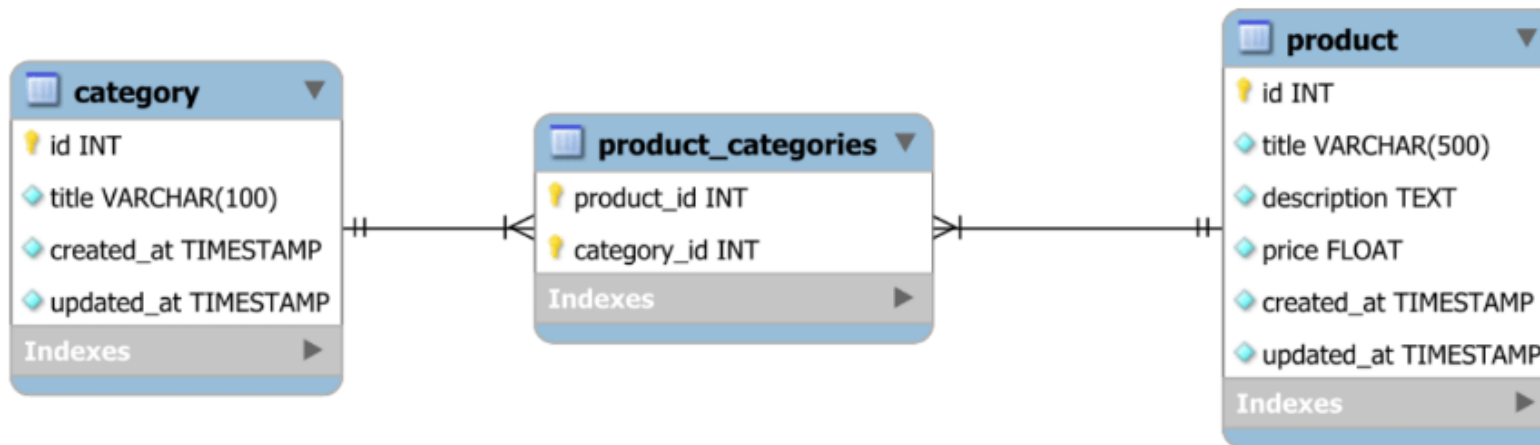 category
id INT
title VARCHAR(100)
created_at TIMESTAMP
updated_at TIMESTAMP
Indexes
product_categories
product_id INT
category_id INT
Indexes
product
id INT
title VARCHAR(500)
description TEXT
price FLOAT
created_at TIMESTAMP
updated_at TIMESTAMP
Indexes